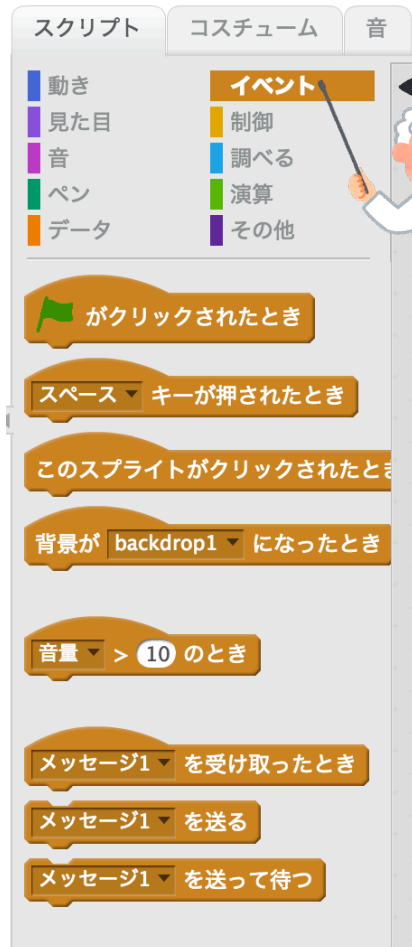 スクリプト コスチューム 音
動き イベント
見た目 制御
音 調べる
ペン 演算
データ その他
がクリックされたとき
スペース キーが押されたとき
このスプライトがクリックされたとき
背景が backdrop1 になったとき
音量 > 10 のとき
メッセージ1 を受け取ったとき
メッセージ1 を送る
メッセージ1 を送って待つ